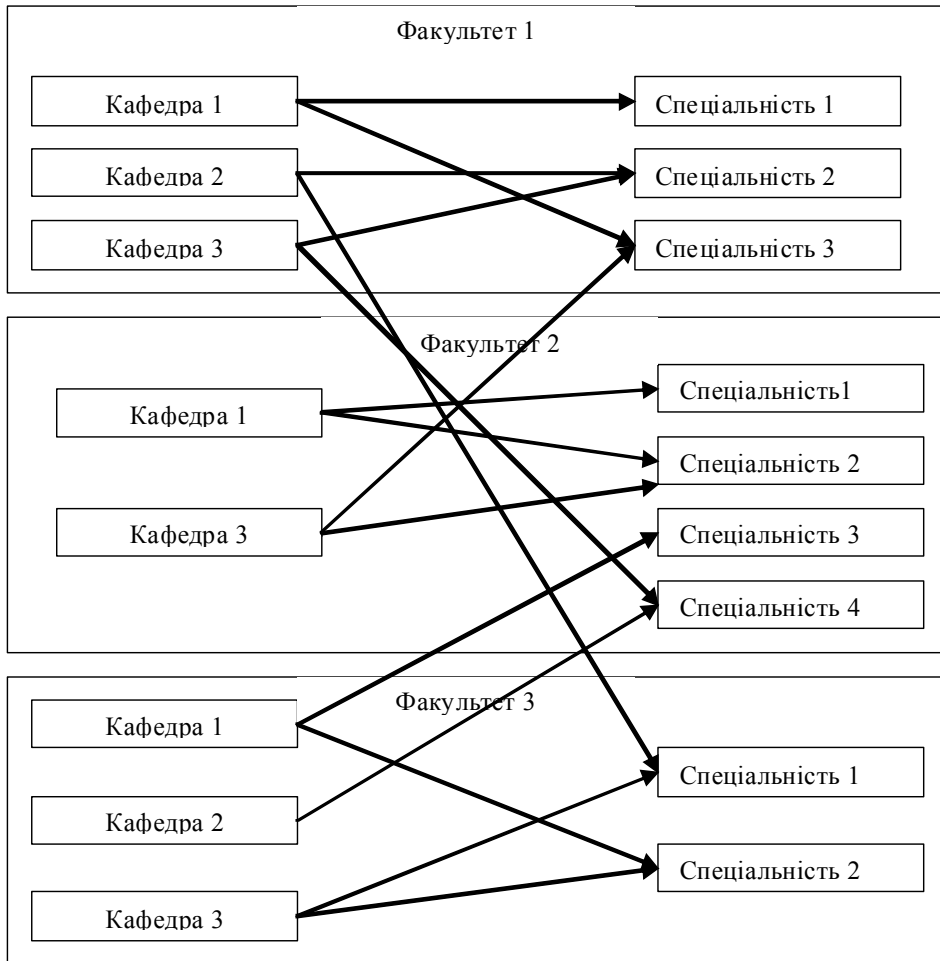 Факультет 1
Кафедра 1
Спеціальність 1
Кафедра 2
Спеціальність 2
Кафедра 3
Спеціальність 3
Факультет 2
Спеціальність1
Кафедра 1
Спеціальність 2
Кафедра 3
Спеціальність 3
Спеціальність 4
Факультет 3
Кафедра 1
Спеціальність 1
Кафедра 2
Спеціальність 2
Кафедра 3